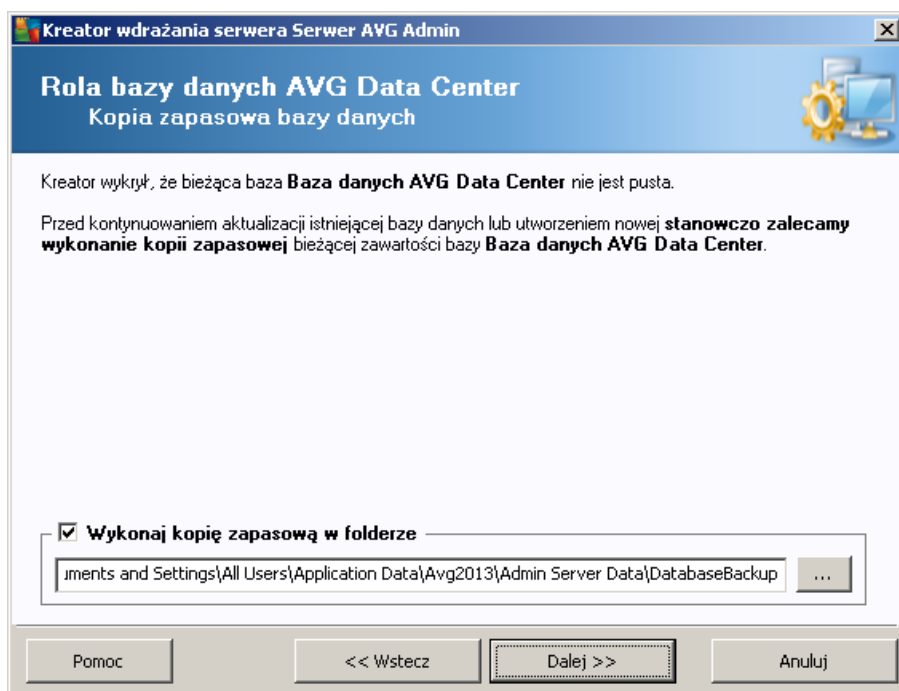 Kreator wdrażania serwera Serwer AVG Admin
Rola bazy danych AVG Data Center
Kopia zapasowa bazy danych
Kreator wykrył, że bieżąca baza Baza danych AVG Data Center nie jest pusta.
Przed kontynuowaniem aktualizacji istniejącej bazy danych lub utworzeniem nowej stanowczo zalecamy
wykonanie kopii zapasowej bieżącej zawartości bazy Baza danych AVG Data Center.
Wykonaj kopię zapasową w folderze
uments and Settings\All Users\Application Data\Avg2013\Admin Server Data\DatabaseBackup ...
Pomoc << Wstecz Dalej >> Anuluj